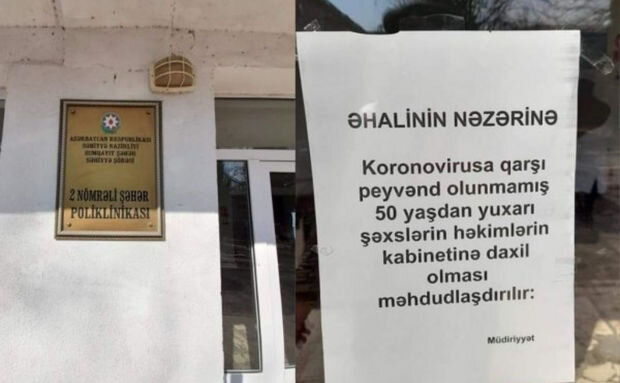 AZƏRBAYCAN RESPUBLİKASI
SƏHİYYƏ NAZİRLİYİ
SUMQAYIT ŞƏHƏRİ
SƏHİYYƏ ŞÖBƏSİ
2 NÖMRƏLİ ŞƏHƏR
POLİKLİNİKASI
ƏHALİNİN NƏZƏRİNƏ
Koronovirusa qarşı
peyvənd olunmamış
50 yaşdan yuxarı
şəxslərin həkimlərin
kabinetinə daxil
olması
məhdudlaşdırılır:
Müdiriyyət